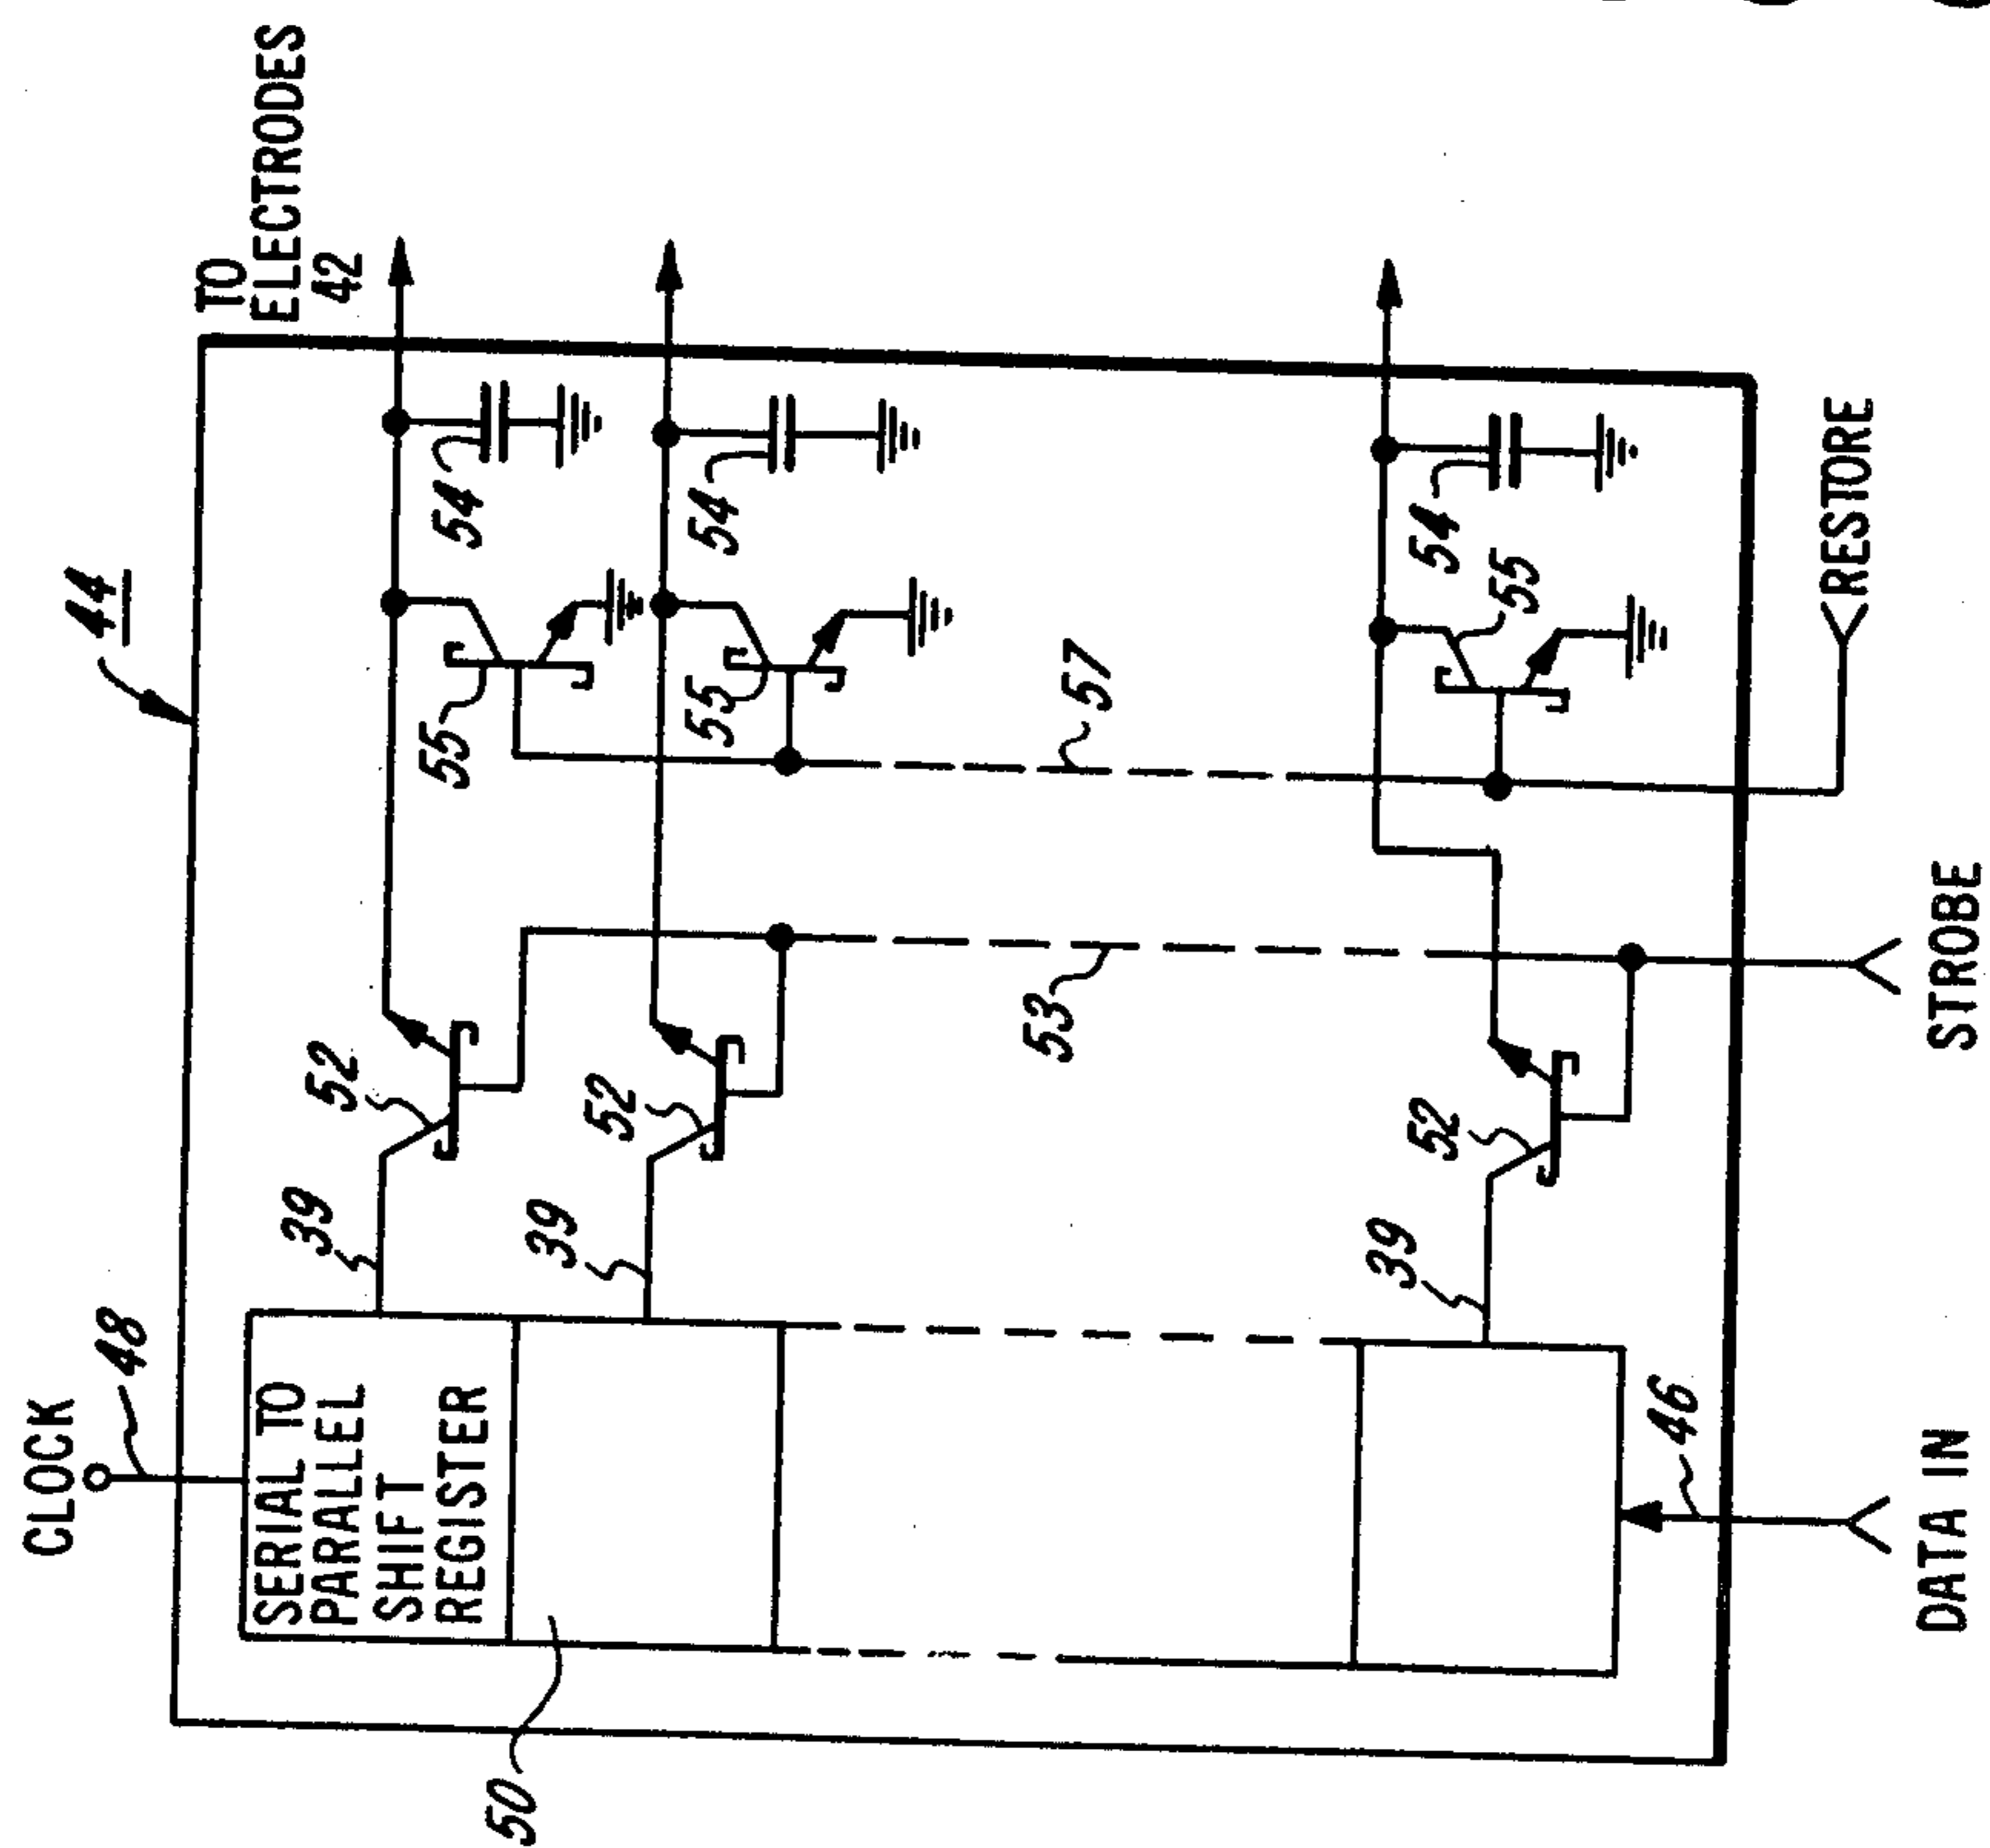 44
TO
ELECTRODES
42
CLOCK
48
39
52
55
54
SERIAL TO
PARALLEL
SHIFT
REGISTER
39
52
55
54
50
53
57
39
52
55
54
46
DATA IN
STROBE
RESTORE